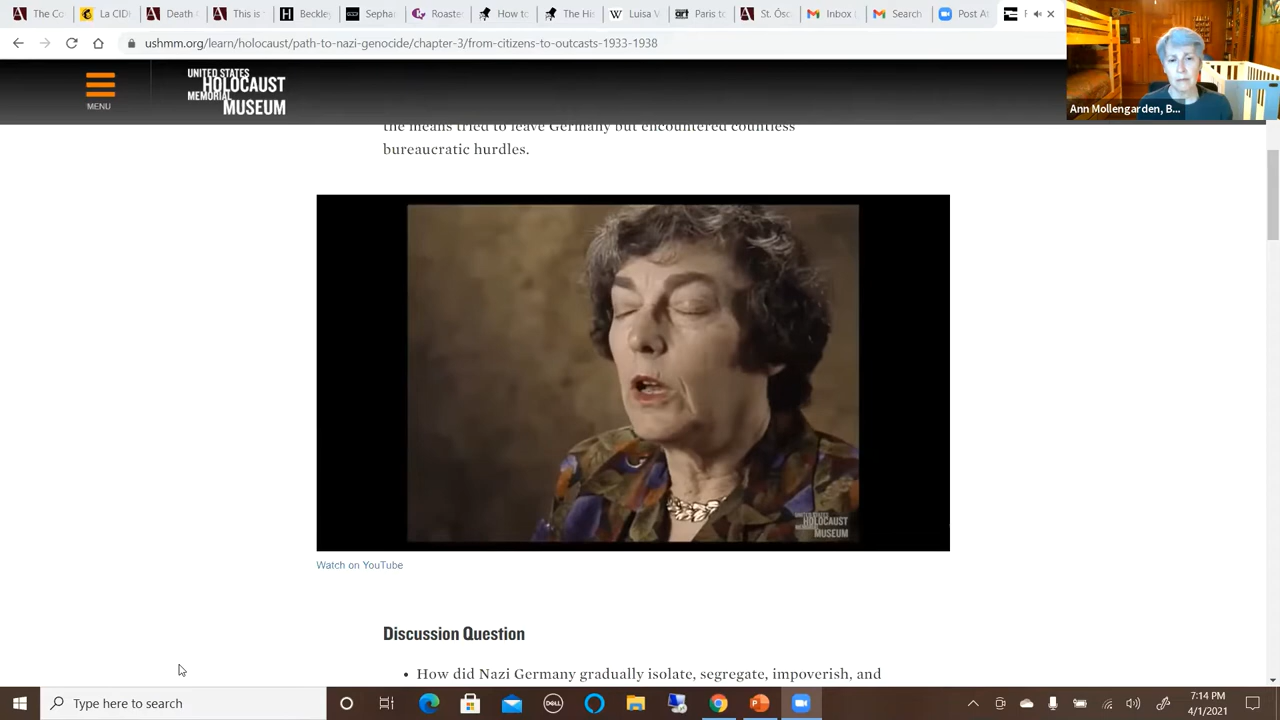 The Co
La CID
Death
This is
Beckley
Sepha
Roaste
How to
The His
Luisa V
Paris to
St. Osc
Inbox
Search
Post At
ushmm.org/learn/holocaust/path-to-nazi-genocide/chapter-3/from-citizens-to-outcasts-1933-1938
MENU
UNITED STATES
HOLOCAUST
MEMORIAL
MUSEUM
Ann Mollengarden, B...
the means tried to leave Germany but encountered countless
bureaucratic hurdles.
UNITED STATES
HOLOCAUST
MEMORIAL
MUSEUM
Watch on YouTube
Discussion Question
• How did Nazi Germany gradually isolate, segregate, impoverish, and
Type here to search
DELL
7:14 PM
4/1/2021